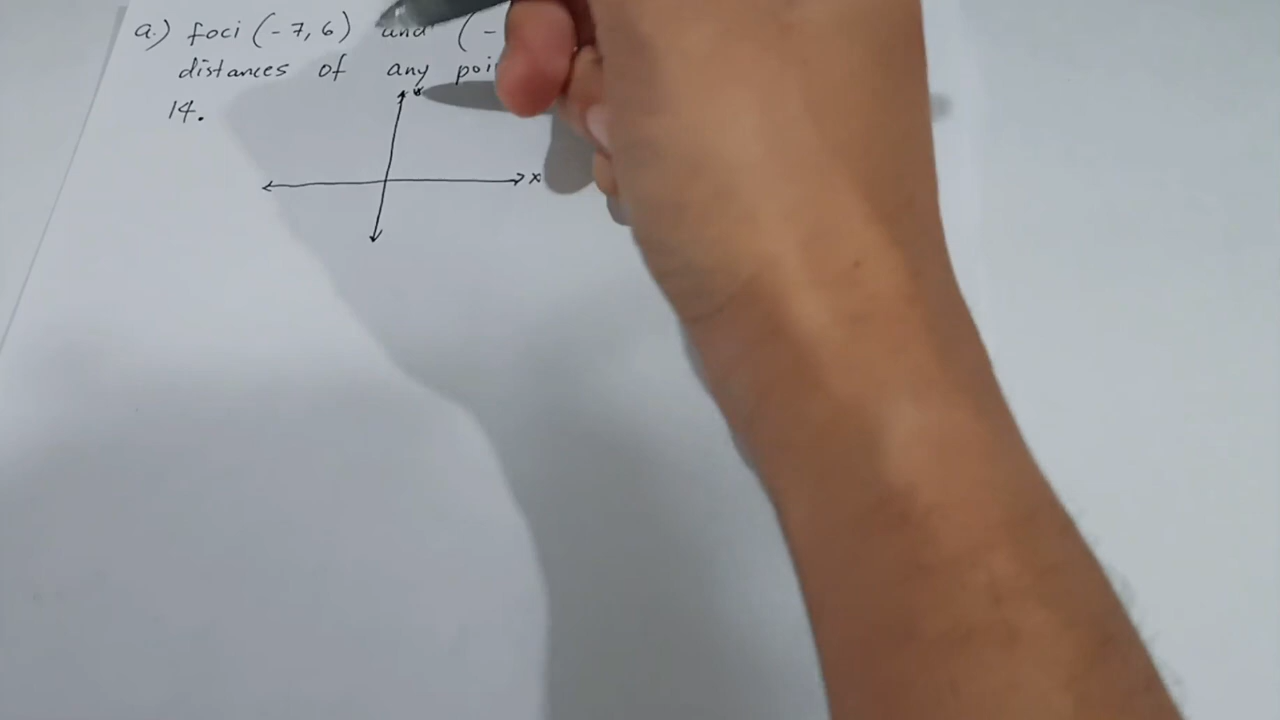 a.) foci (-7, 6) and (-
distances of any poi
14.
x